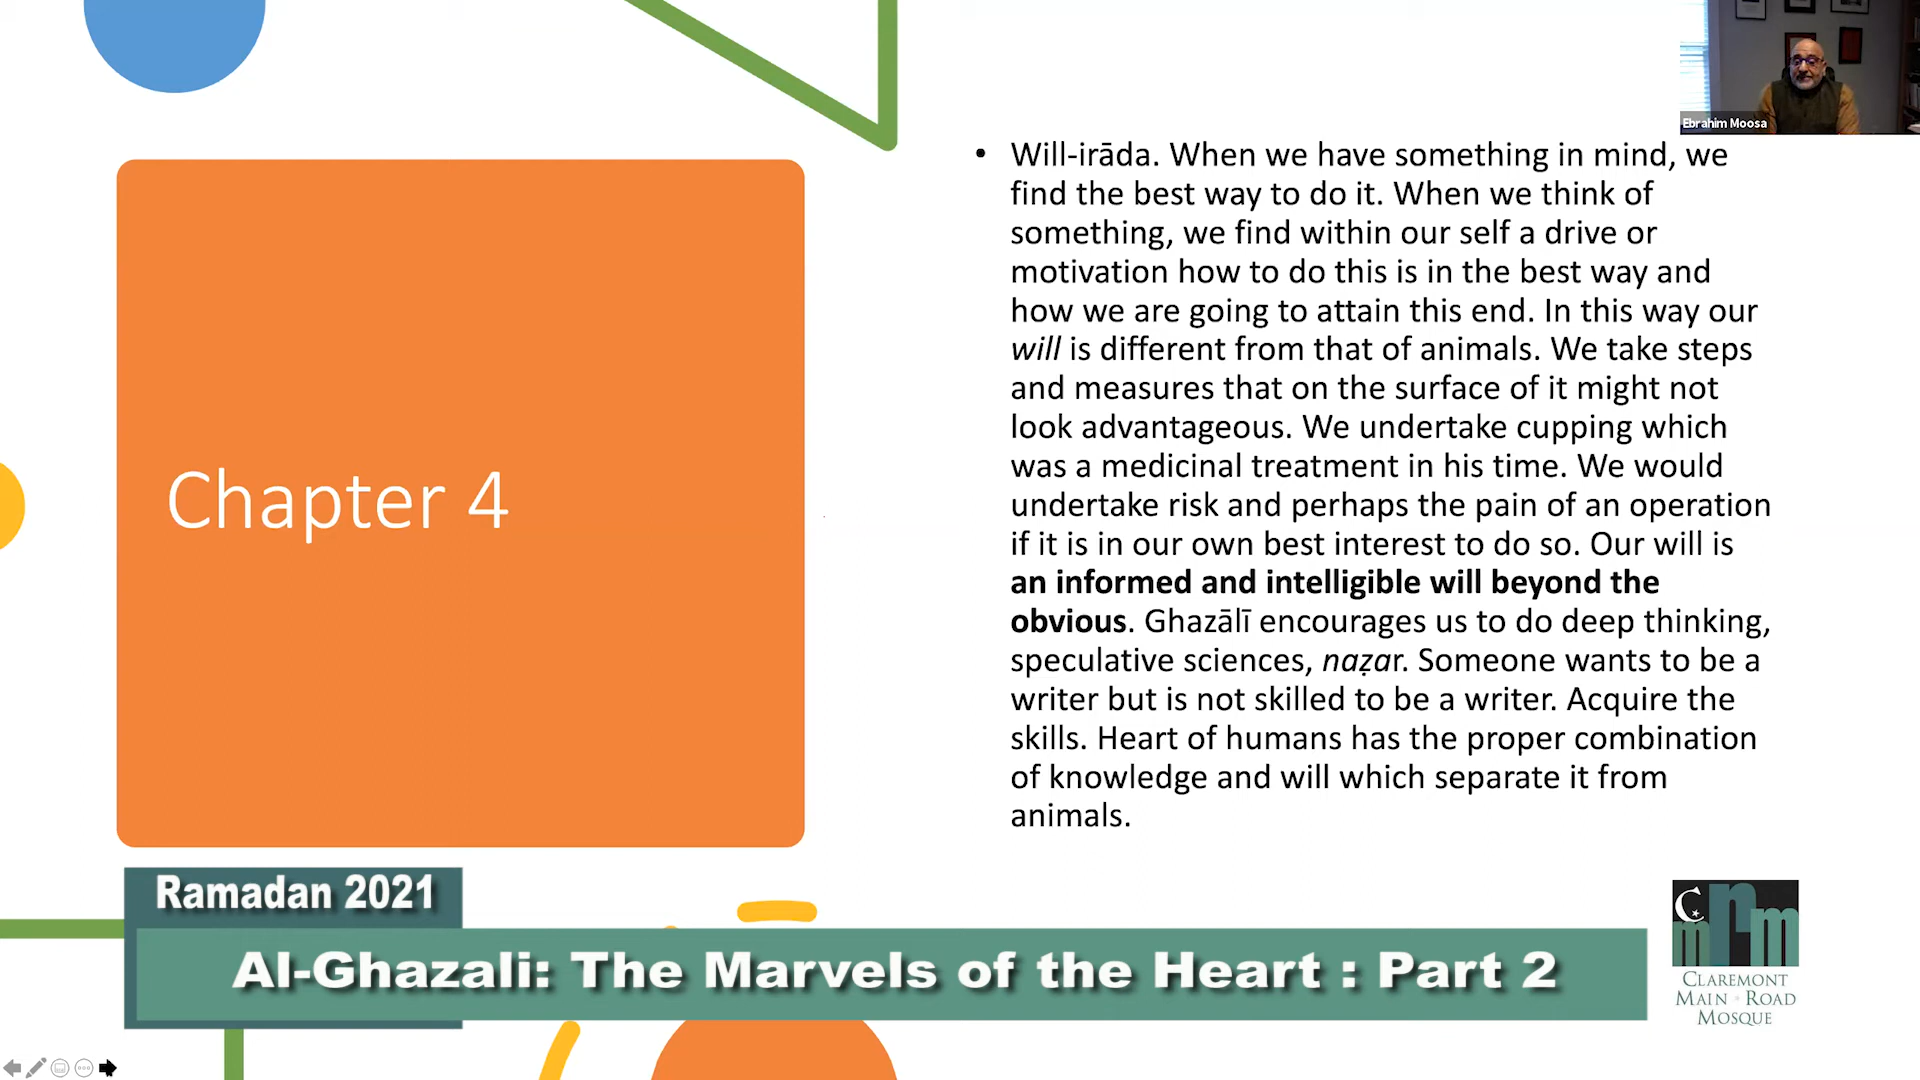 Ebrahim Moosa
Chapter 4
• Will-irāda. When we have something in mind, we
find the best way to do it. When we think of
something, we find within our self a drive or
motivation how to do this is in the best way and
how we are going to attain this end. In this way our
will is different from that of animals. We take steps
and measures that on the surface of it might not
look advantageous. We undertake cupping which
was a medicinal treatment in his time. We would
undertake risk and perhaps the pain of an operation
if it is in our own best interest to do so. Our will is
an informed and intelligible will beyond the
obvious. Ghazālī encourages us to do deep thinking,
speculative sciences, naẓar. Someone wants to be a
writer but is not skilled to be a writer. Acquire the
skills. Heart of humans has the proper combination
of knowledge and will which separate it from
animals.
Ramadan 2021
Al-Ghazali: The Marvels of the Heart : Part 2
cmrm
CLAREMONT
MAIN ROAD
MOSQUE